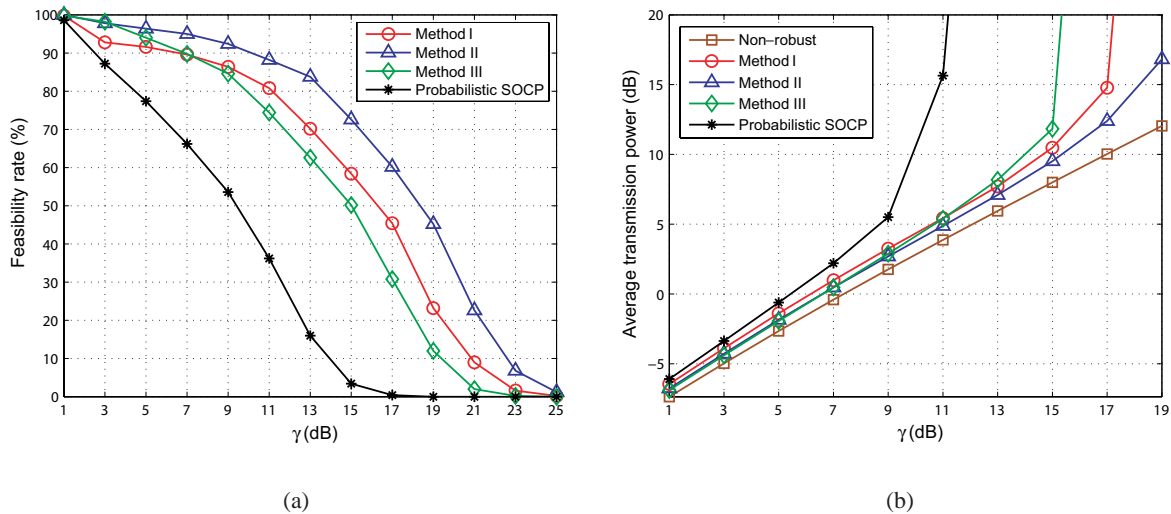 100
90
80
70
60
50
40
30
20
10
0
Feasibility rate (%)
1 3 5 7 9 11 13 15 17 19 21 23 25
γ (dB)
Method I
Method II
Method III
Probabilistic SOCP
(a)
20
15
10
5
0
−5
Average transmission power (dB)
1 3 5 7 9 11 13 15 17 19
γ (dB)
Non–robust
Method I
Method II
Method III
Probabilistic SOCP
(b)